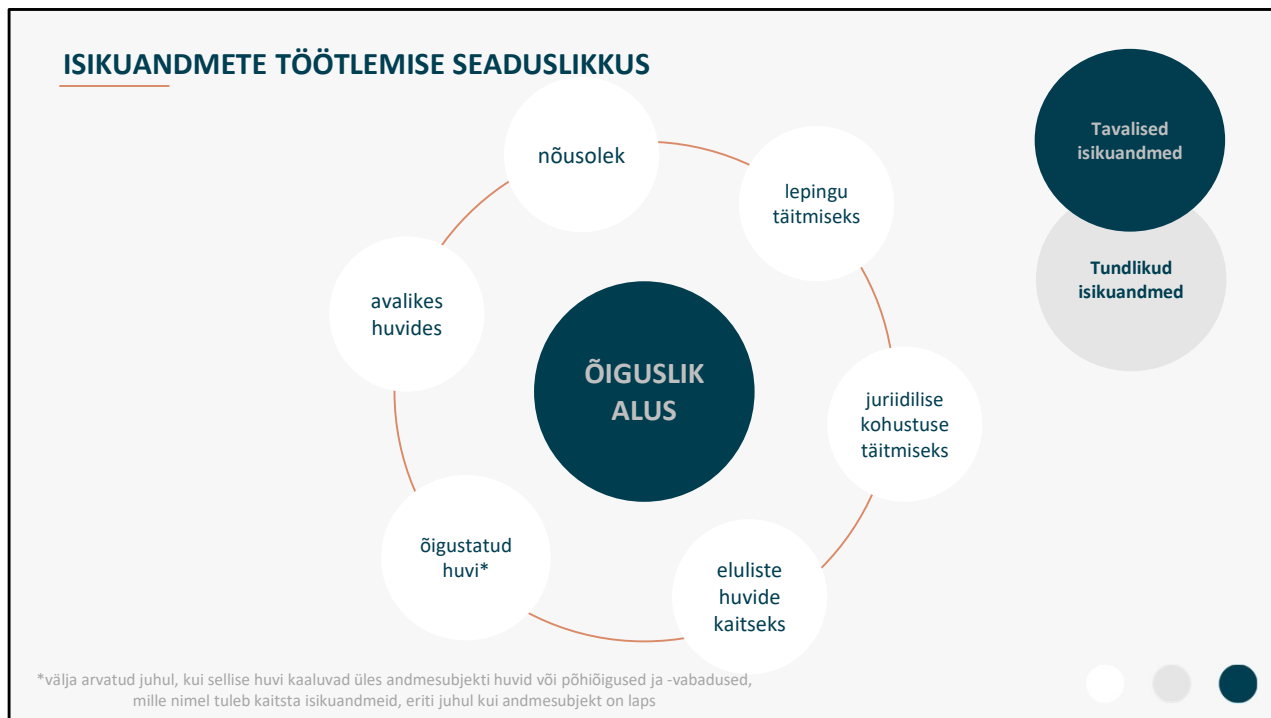 ISIKUANDMETE TÖÖTLEMISE SEADUSLIKKUS
nõusolek
lepingu
täitmiseks
juriidilise
kohustuse
täitmiseks
eluliste
huvide
kaitseks
õigustatud
huvi*
avalikes
huvides
ÕIGUSLIK
ALUS
Tavalised
isikuandmed
Tundlikud
isikuandmed
*välja arvatud juhul, kui sellise huvi kaaluvad üles andmesubjekti huvid või põhiõigused ja -vabadused,
mille nimel tuleb kaitsta isikuandmeid, eriti juhul kui andmesubjekt on laps